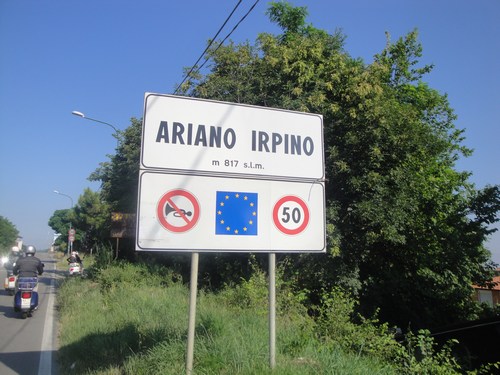 ARIANO IRPINO
m 817 s.l.m.
50